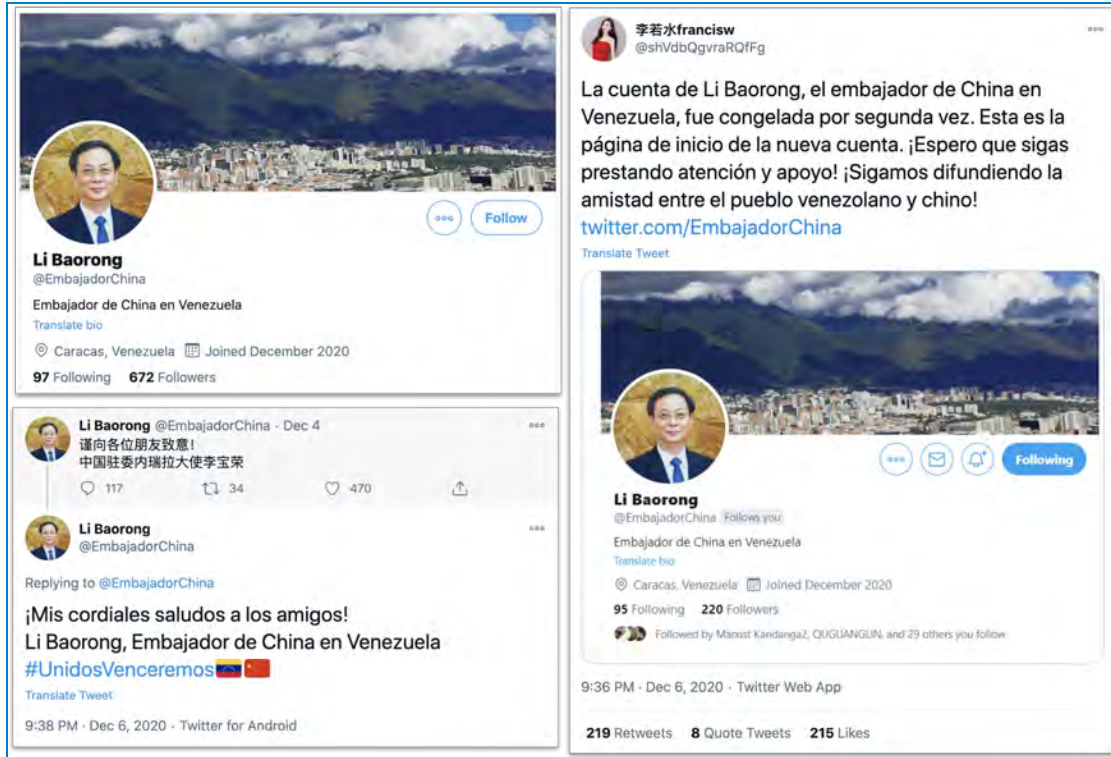 Follow
Li Baorong
@EmbajadorChina
Embajador de China en Venezuela
Translate bio
Caracas, Venezuela Joined December 2020
97 Following 672 Followers
Li Baorong @EmbajadorChina · Dec 4
谨向各位朋友致意!
中国驻委内瑞拉大使李宝荣
117 34 470
Li Baorong
@EmbajadorChina
Replying to @EmbajadorChina
¡Mis cordiales saludos a los amigos!
Li Baorong, Embajador de China en Venezuela
#UnidosVenceremos🇻🇪🇨🇳
Translate Tweet
9:38 PM · Dec 6, 2020 · Twitter for Android
李若水francisw
@shVdbQgvraRQfFg
La cuenta de Li Baorong, el embajador de China en
Venezuela, fue congelada por segunda vez. Esta es la
página de inicio de la nueva cuenta. ¡Espero que sigas
prestando atención y apoyo! ¡Sigamos difundiendo la
amistad entre el pueblo venezolano y chino!
twitter.com/EmbajadorChina
Translate Tweet
Following
Li Baorong
@EmbajadorChina Follows you
Embajador de China en Venezuela
Translate bio
Caracas, Venezuela Joined December 2020
95 Following 220 Followers
Followed by Marxist Kandanga2, QUGUANGLIN, and 29 others you follow
9:36 PM · Dec 6, 2020 · Twitter Web App
219 Retweets 8 Quote Tweets 215 Likes